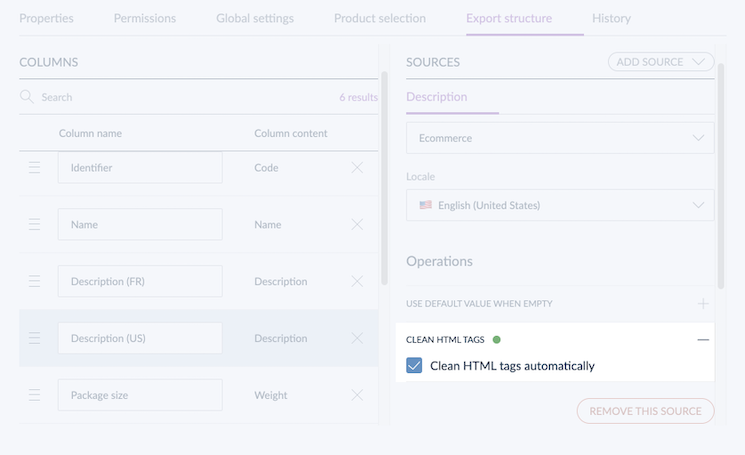 Properties
Permissions
Global settings
Product selection
Export structure
History
COLUMNS
Search
6 results
Column name
Column content
Identifier
Code
Name
Name
Description (FR)
Description
Description (US)
Description
Package size
Weight
SOURCES
ADD SOURCE
Description
Ecommerce
Locale
English (United States)
Operations
USE DEFAULT VALUE WHEN EMPTY
CLEAN HTML TAGS
Clean HTML tags automatically
REMOVE THIS SOURCE